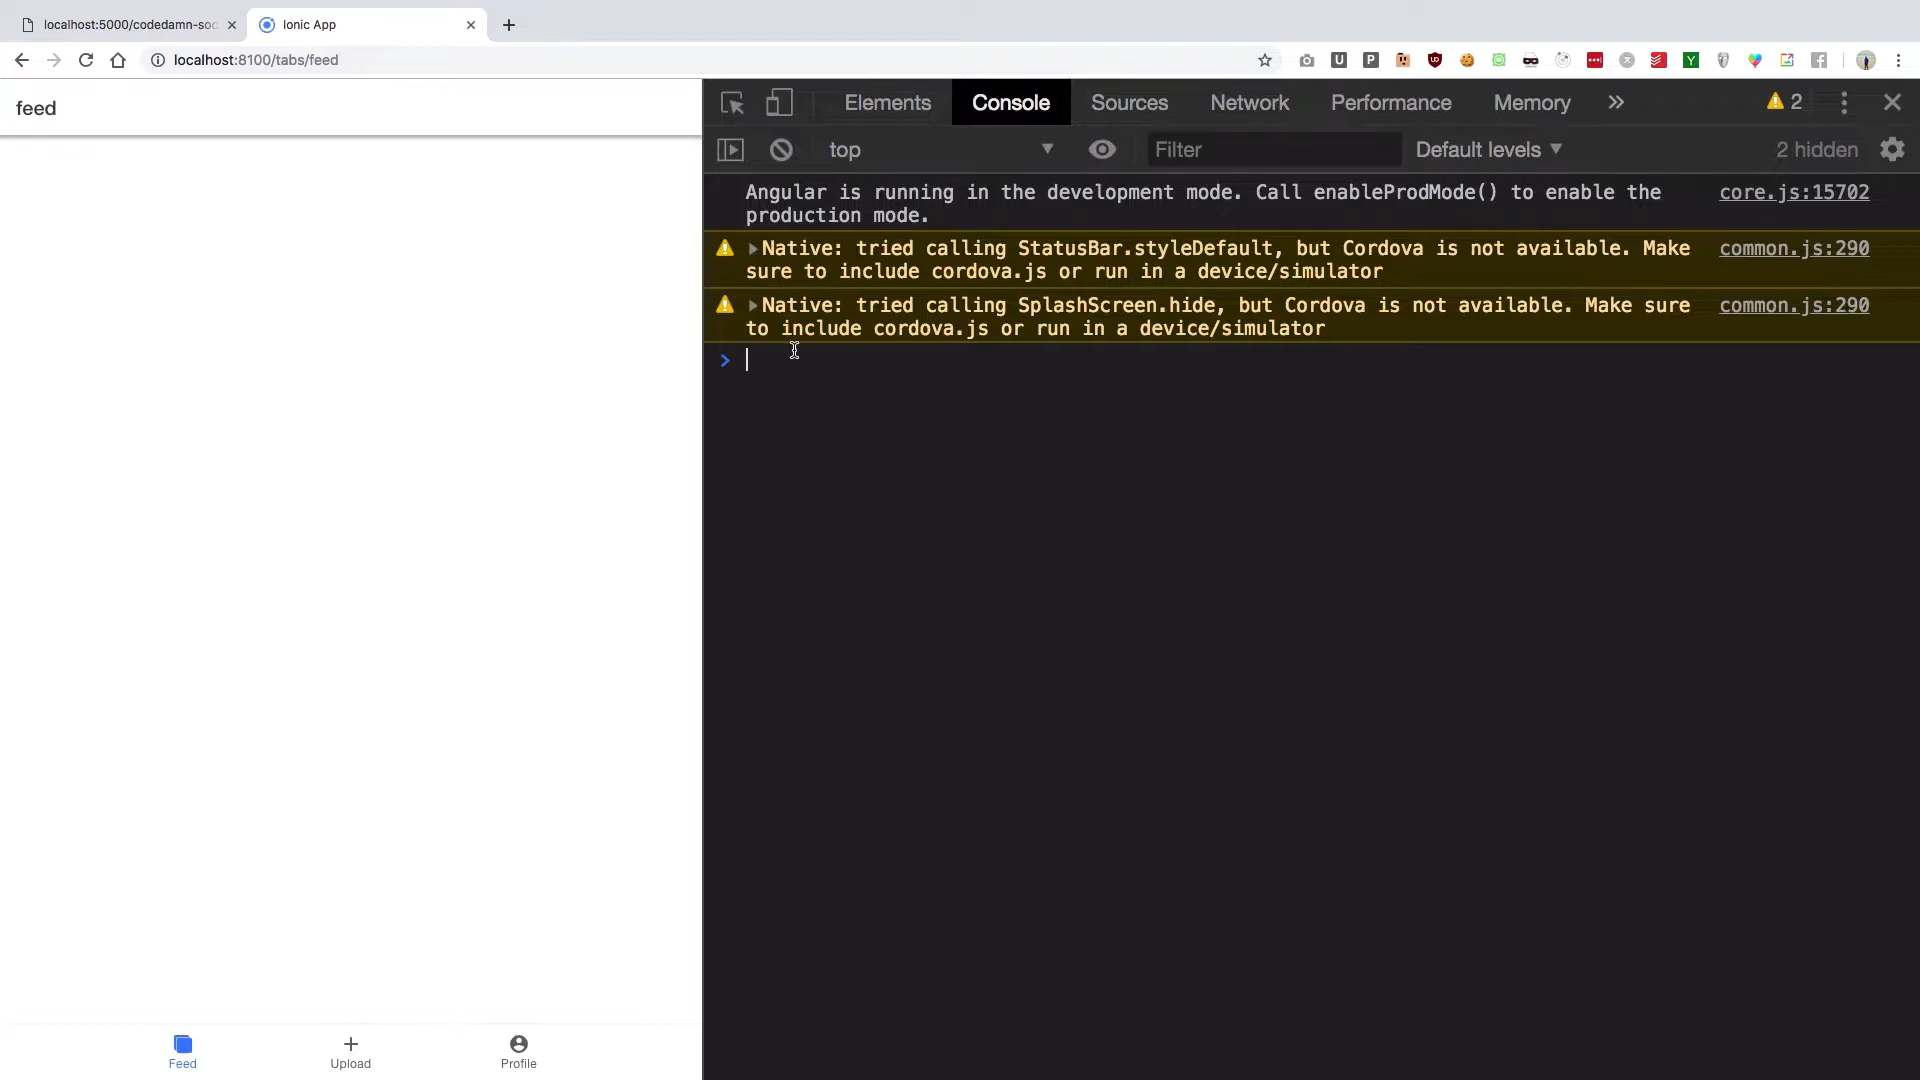 localhost:5000/codedamn-soc
Ionic App
localhost:8100/tabs/feed
feed
Elements Console Sources Network Performance Memory » 2
top Filter Default levels 2 hidden
Angular is running in the development mode. Call enableProdMode() to enable the core.js:15702
production mode.
Native: tried calling StatusBar.styleDefault, but Cordova is not available. Make common.js:290
sure to include cordova.js or run in a device/simulator
Native: tried calling SplashScreen.hide, but Cordova is not available. Make sure common.js:290
to include cordova.js or run in a device/simulator
>
Feed Upload Profile